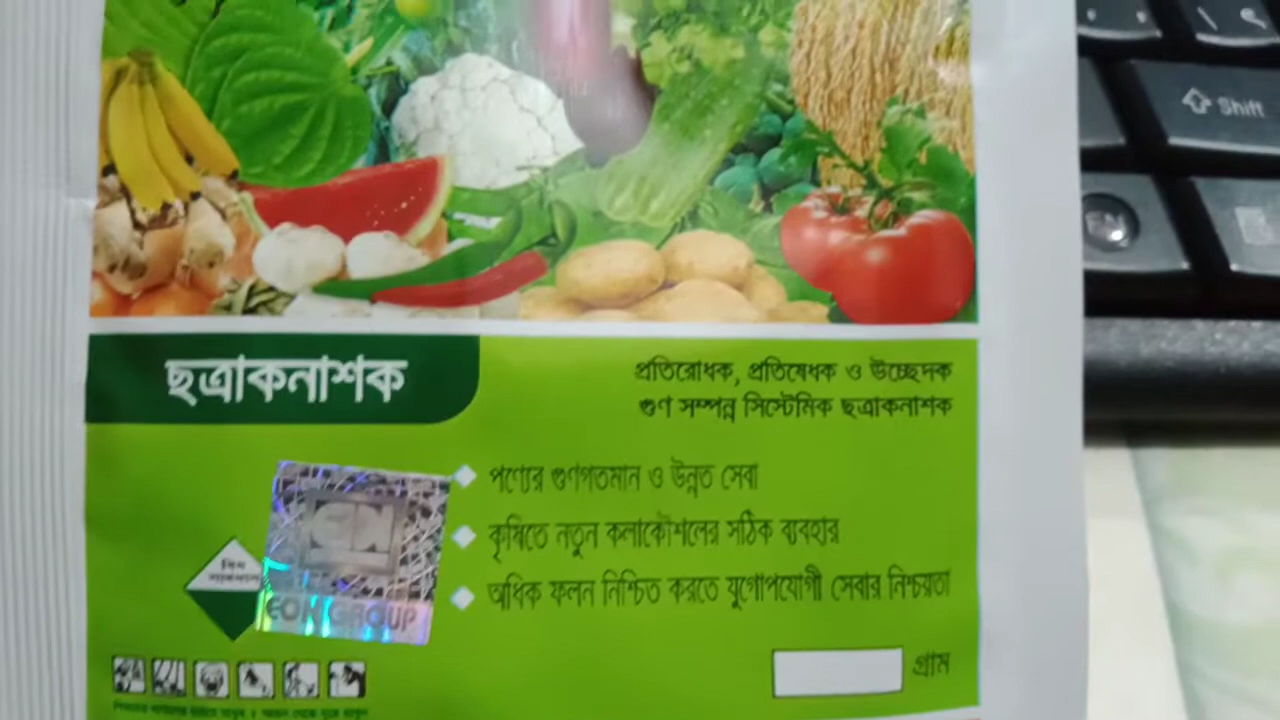 Shift
ছত্রাকনাশক
প্রতিরোধক, প্রতিষেধক ও উচ্ছেদক
গুণ সম্পন্ন সিস্টেমিক ছত্রাকনাশক
পণ্যের গুণগতমান ও উন্নত সেবা
কৃষিতে নতুন কলাকৌশলের সঠিক ব্যবহার
অধিক ফলন নিশ্চিত করতে যুগোপযোগী সেবার নিশ্চয়তা
EON GROUP
গ্রাম